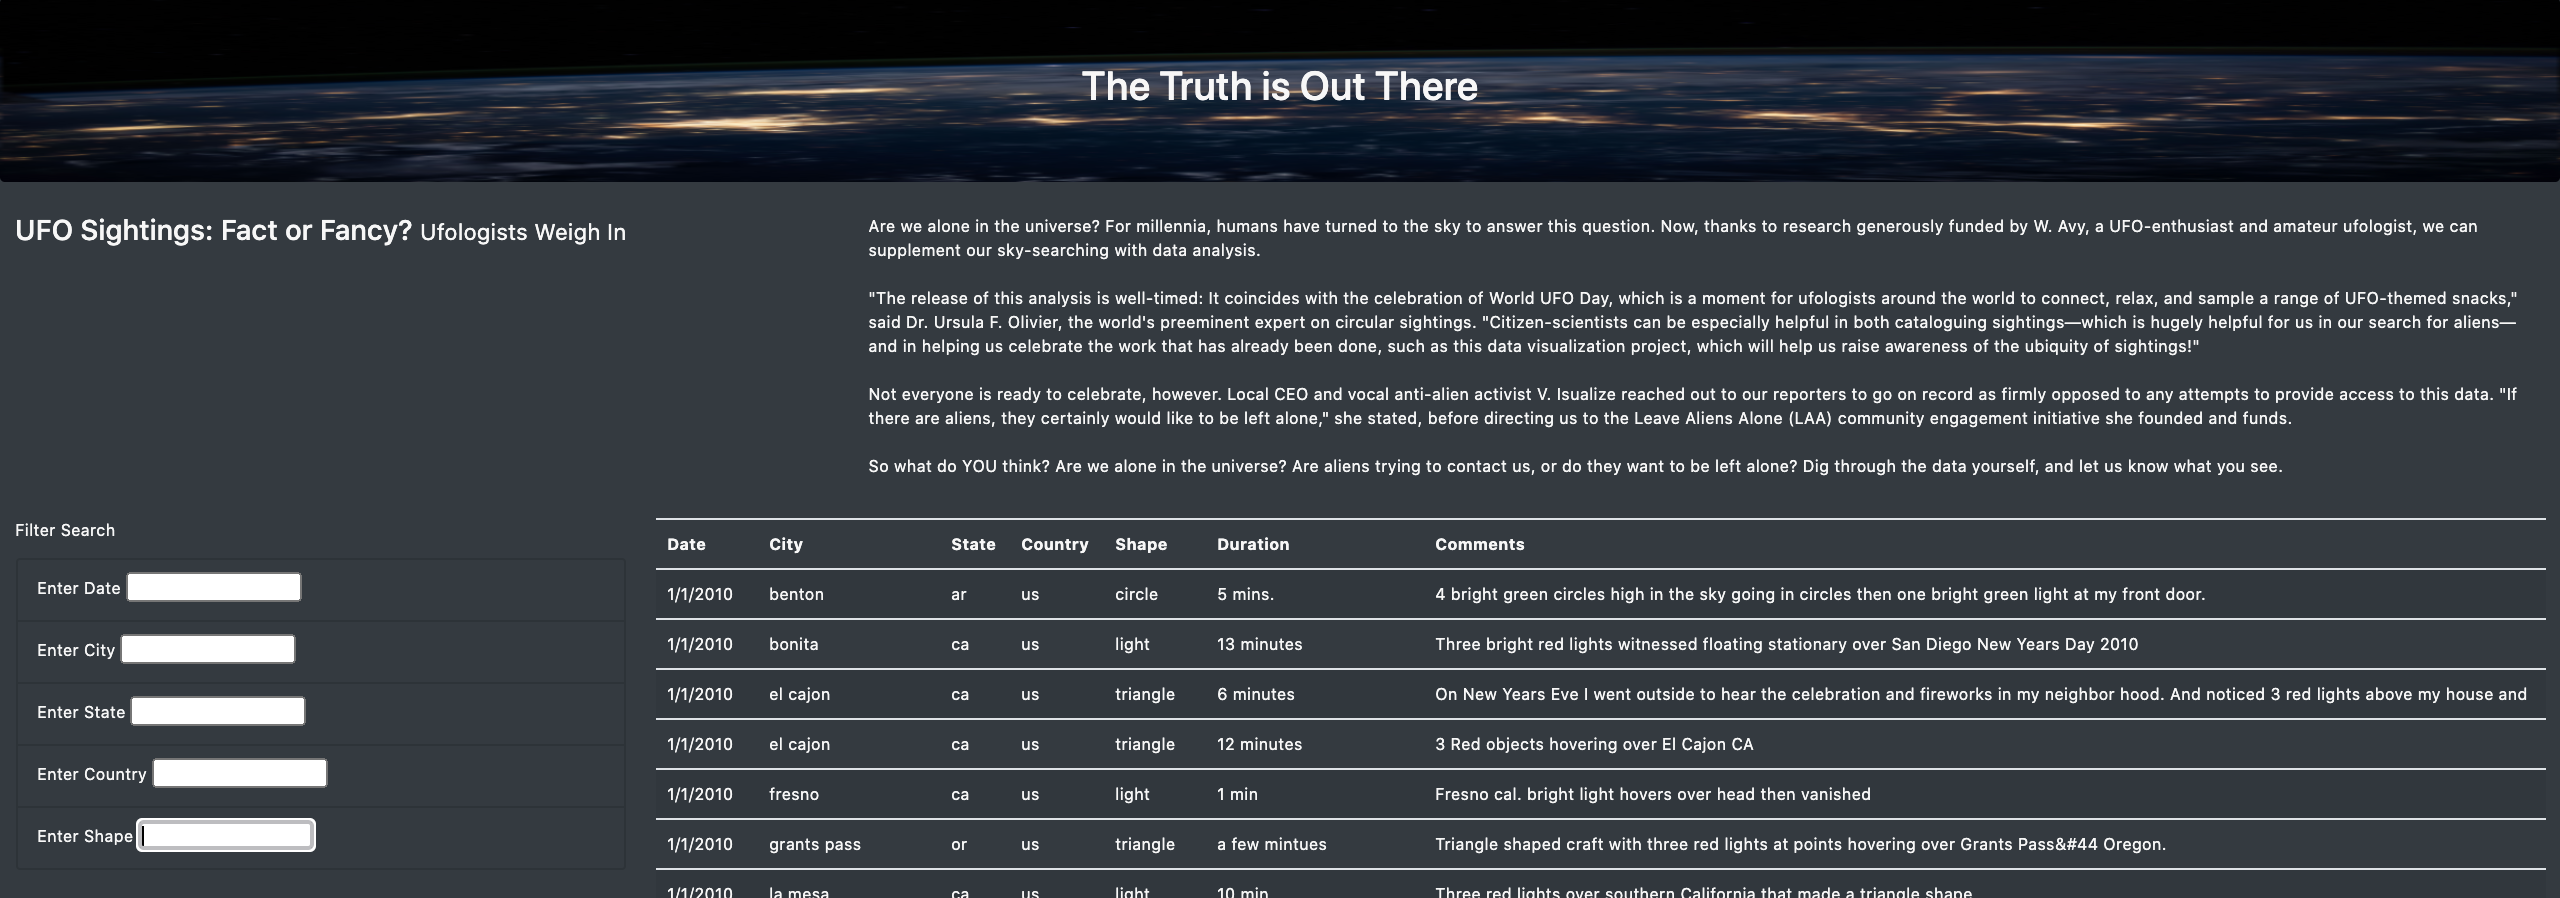 The Truth is Out There
UFO Sightings: Fact or Fancy? Ufologists Weigh In
Are we alone in the universe? For millennia, humans have turned to the sky to answer this question. Now, thanks to research generously funded by W. Avy, a UFO-enthusiast and amateur ufologist, we can
supplement our sky-searching with data analysis.
"The release of this analysis is well-timed: It coincides with the celebration of World UFO Day, which is a moment for ufologists around the world to connect, relax, and sample a range of UFO-themed snacks,"
said Dr. Ursula F. Olivier, the world's preeminent expert on circular sightings. "Citizen-scientists can be especially helpful in both cataloguing sightings—which is hugely helpful for us in our search for aliens—
and in helping us celebrate the work that has already been done, such as this data visualization project, which will help us raise awareness of the ubiquity of sightings!"
Not everyone is ready to celebrate, however. Local CEO and vocal anti-alien activist V. Isualize reached out to our reporters to go on record as firmly opposed to any attempts to provide access to this data. "If
there are aliens, they certainly would like to be left alone," she stated, before directing us to the Leave Aliens Alone (LAA) community engagement initiative she founded and funds.
So what do YOU think? Are we alone in the universe? Are aliens trying to contact us, or do they want to be left alone? Dig through the data yourself, and let us know what you see.
Filter Search
Enter Date
Enter City
Enter State
Enter Country
Enter Shape
Date City State Country Shape Duration Comments
1/1/2010 benton ar us circle 5 mins. 4 bright green circles high in the sky going in circles then one bright green light at my front door.
1/1/2010 bonita ca us light 13 minutes Three bright red lights witnessed floating stationary over San Diego New Years Day 2010
1/1/2010 el cajon ca us triangle 6 minutes On New Years Eve I went outside to hear the celebration and fireworks in my neighbor hood. And noticed 3 red lights above my house and
1/1/2010 el cajon ca us triangle 12 minutes 3 Red objects hovering over El Cajon CA
1/1/2010 fresno ca us light 1 min Fresno cal. bright light hovers over head then vanished
1/1/2010 grants pass or us triangle a few mintues Triangle shaped craft with three red lights at points hovering over Grants Pass&#44 Oregon.
1/1/2010 la mesa ca us light 10 min Three red lights over southern California that made a triangle shape